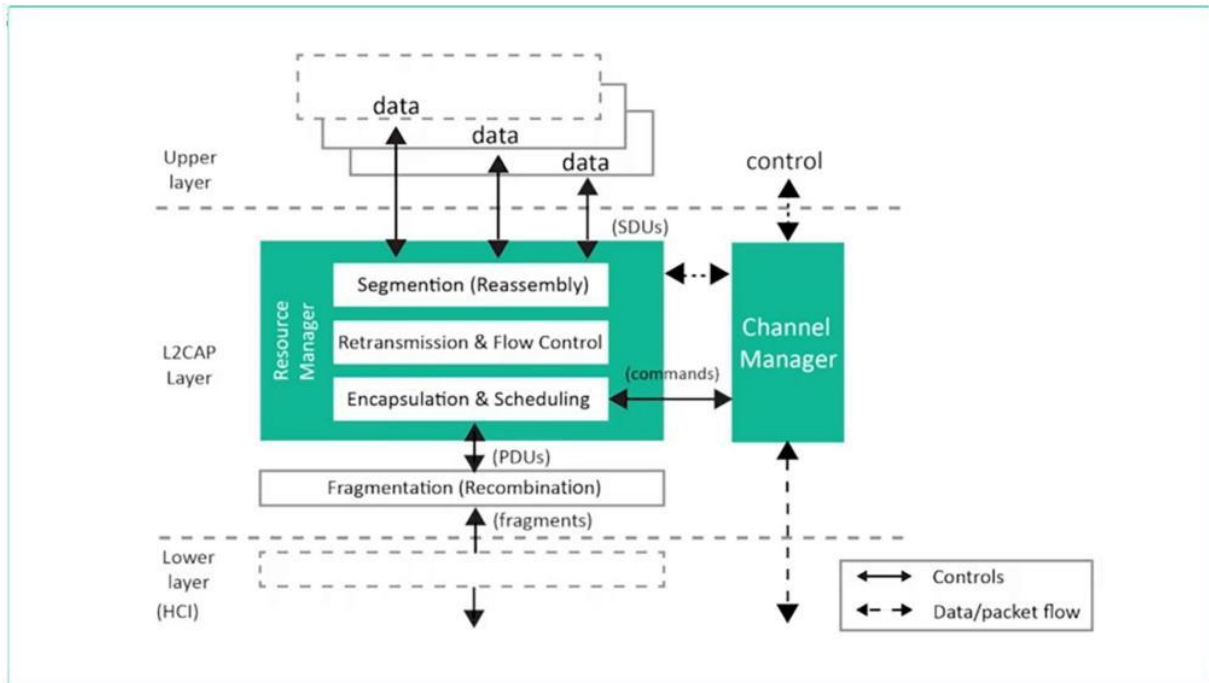 data
data
data
Upper
layer
control
(SDUs)
Segmention (Reassembly)
Resource
Manager
Retransmission & Flow Control
Channel
Manager
L2CAP
Layer
(commands)
Encapsulation & Scheduling
(PDUs)
Fragmentation (Recombination)
(fragments)
Lower
layer
(HCI)
Controls
Data/packet flow